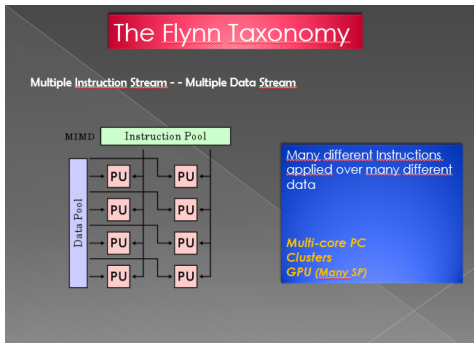 The Flynn Taxonomy
Multiple Instruction Stream - - Multiple Data Stream
MIMD
Instruction Pool
Data Pool
PU PU
PU PU
PU PU
PU PU
Many different Instructions
applied over many different
data
Multi-core PC
Clusters
GPU (Many SP)